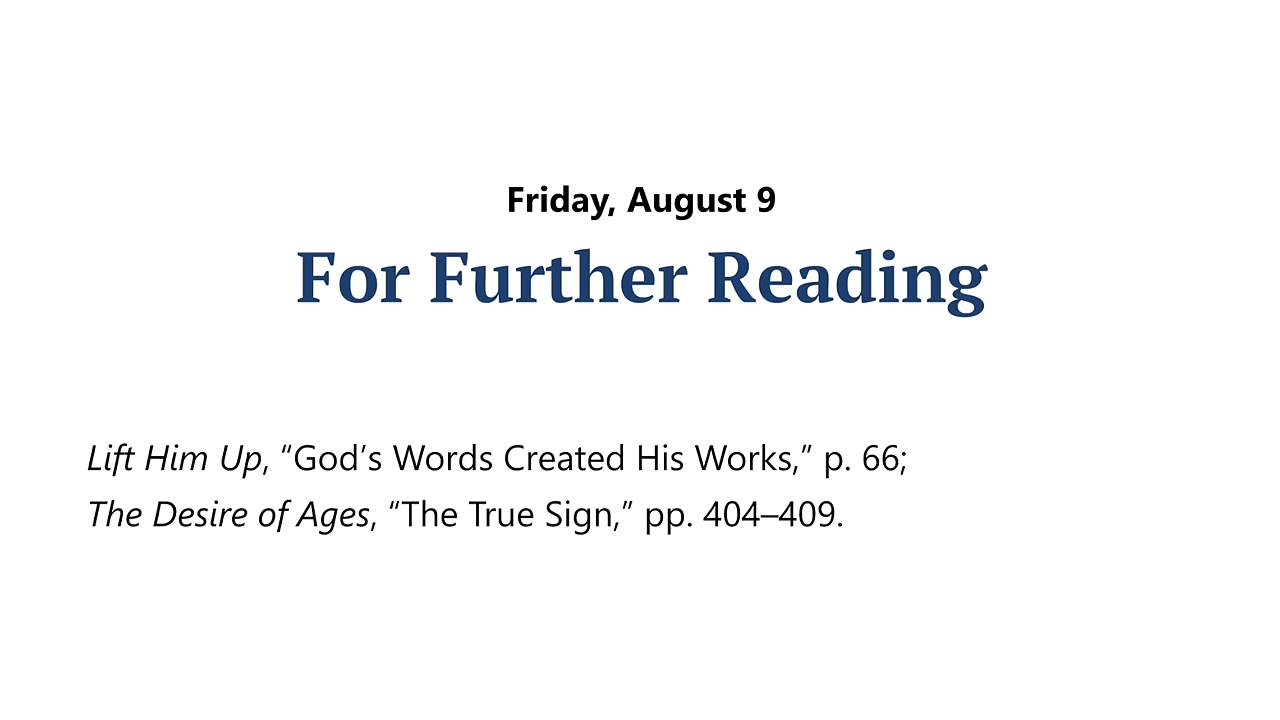 Friday, August 9
For Further Reading
Lift Him Up, “God’s Words Created His Works,” p. 66;
The Desire of Ages, “The True Sign,” pp. 404–409.